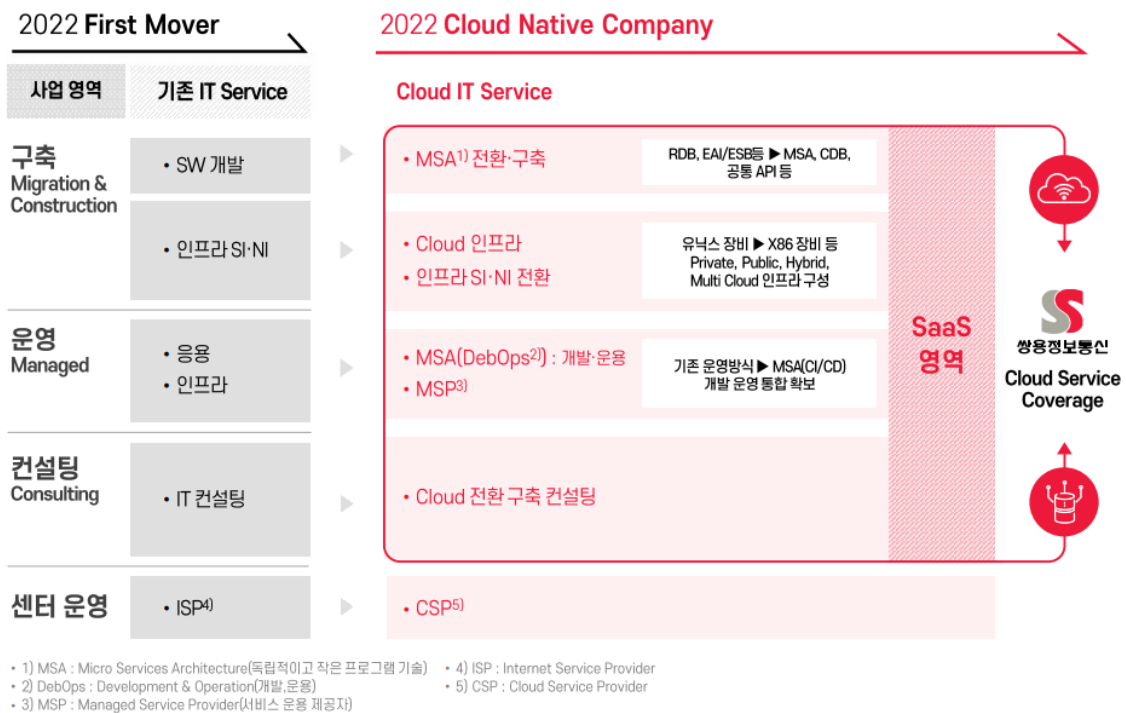 2022 First Mover
2022 Cloud Native Company
사업 영역
기존 IT Service
Cloud IT Service
구축
Migration &
Construction
• SW 개발
• MSA1) 전환·구축
RDB, EAI/ESB등 ▶ MSA, CDB,
공통 API 등
• 인프라 SI·NI
• Cloud 인프라
• 인프라 SI·NI 전환
유닉스 장비 ▶ X86 장비 등
Private, Public, Hybrid,
Multi Cloud 인프라 구성
운영
Managed
• 응용
• 인프라
• MSA(DebOps2)) : 개발·운용
• MSP3)
기존 운영방식 ▶ MSA(CI/CD)
개발 운영 통합 확보
컨설팅
Consulting
• IT 컨설팅
• Cloud 전환 구축 컨설팅
SaaS
영역
쌍용정보통신
Cloud Service
Coverage
센터 운영
• ISP4)
• CSP5)
• 1) MSA : Micro Services Architecture(독립적이고 작은 프로그램 기술)
• 2) DebOps : Development & Operation(개발,운용)
• 3) MSP : Managed Service Provider(서비스 운용 제공자)
• 4) ISP : Internet Service Provider
• 5) CSP : Cloud Service Provider